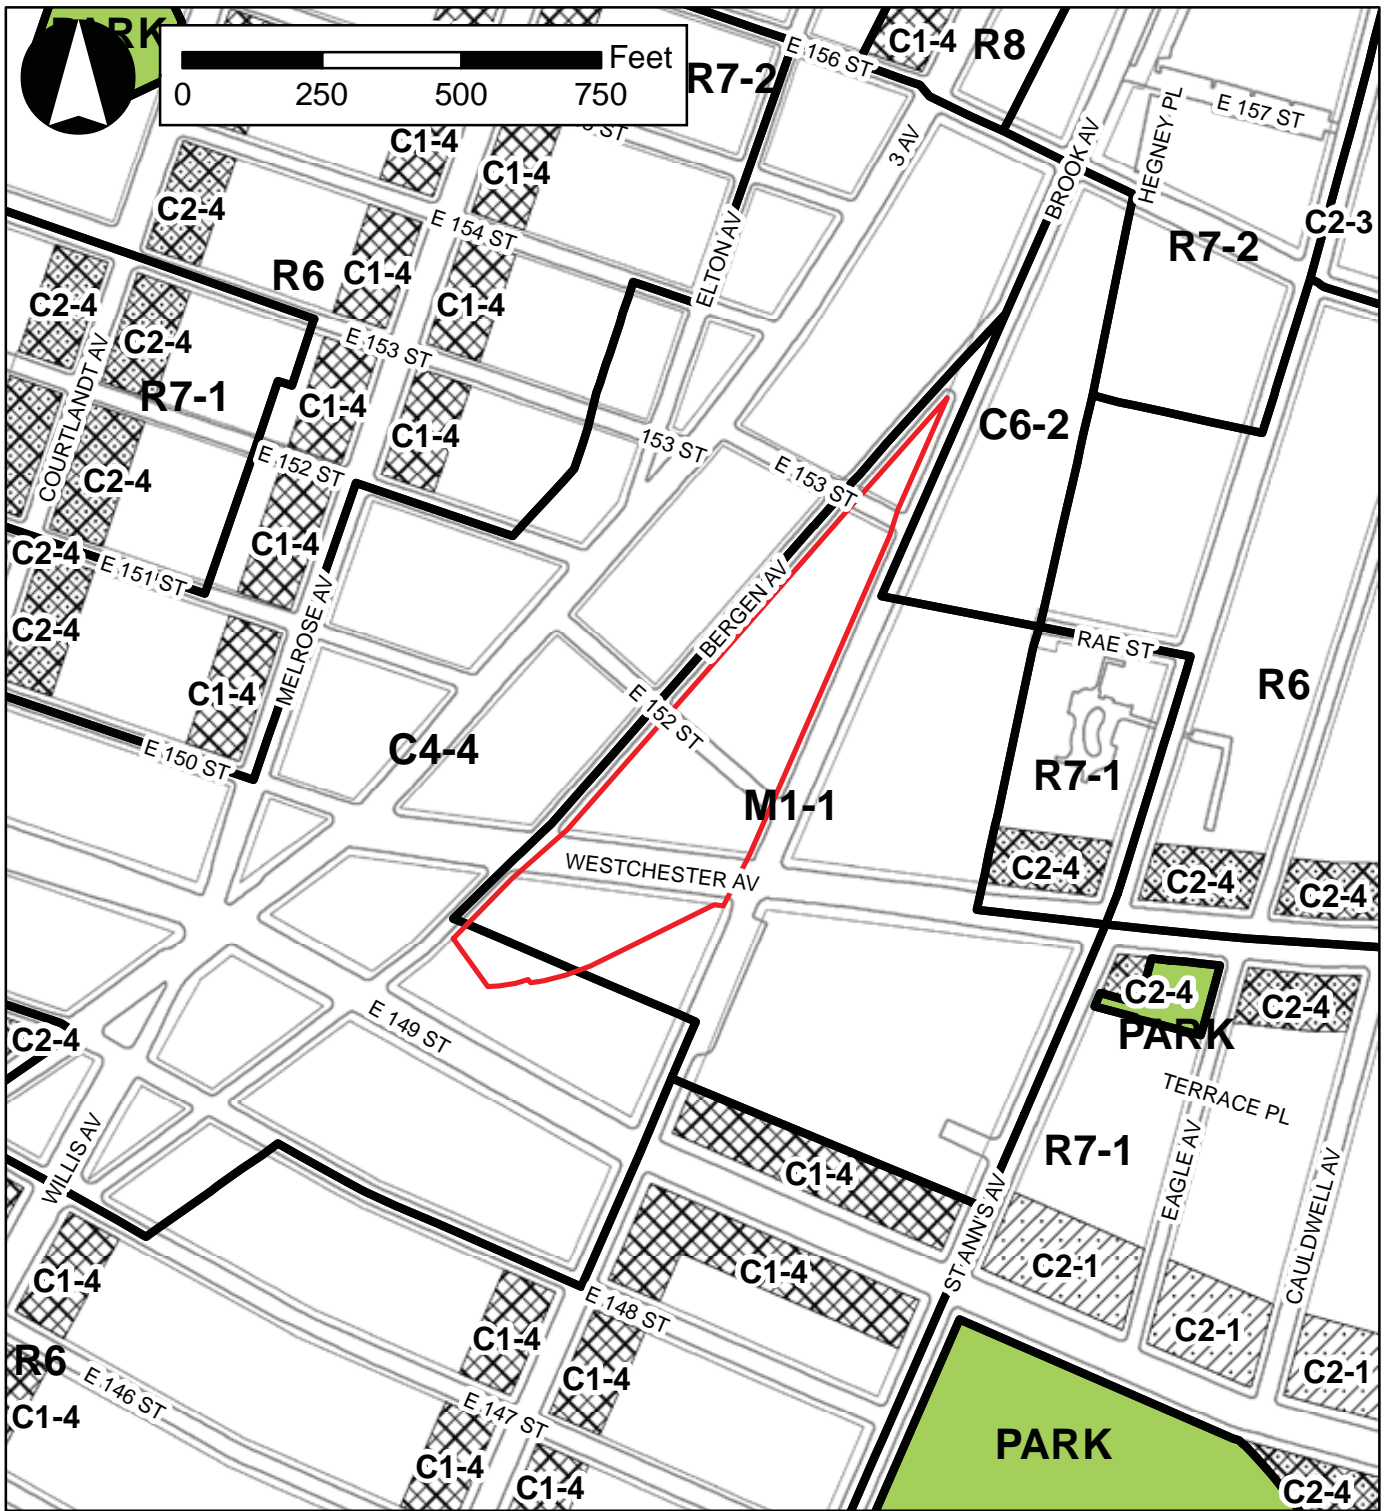 PARK
Feet
0 250 500 750
C1-4
R8
R7-2
E 156 ST
E 157 ST
HEGNEY PL
BROOK AV
3 AV
ST
C1-4
C1-4
C2-4
E 154 ST
ELTON AV
C2-3
R7-2
R6
C1-4
C2-4
C1-4
C2-4
E 153 ST
COURTLANDT AV
R7-1
C1-4
C1-4
153 ST
E 153 ST
C6-2
E 152 ST
C2-4
C1-4
C2-4
E 151 ST
BERGEN AV
MELROSE AV
C2-4
RAE ST
C1-4
R6
E 152 ST
E 150 ST
C4-4
R7-1
M1-1
WESTCHESTER AV
C2-4
C2-4
C2-4
C2-4
C2-4
PARK
E 149 ST
C2-4
TERRACE PL
WILLIS AV
R7-1
EAGLE AV
CAULDWELL AV
C1-4
ST ANN'S AV
C1-4
C2-1
C1-4
E 148 ST
C1-4
C2-1
R6
C1-4
C2-1
E 146 ST
C1-4
E 147 ST
PARK
C1-4
C1-4
C2-4